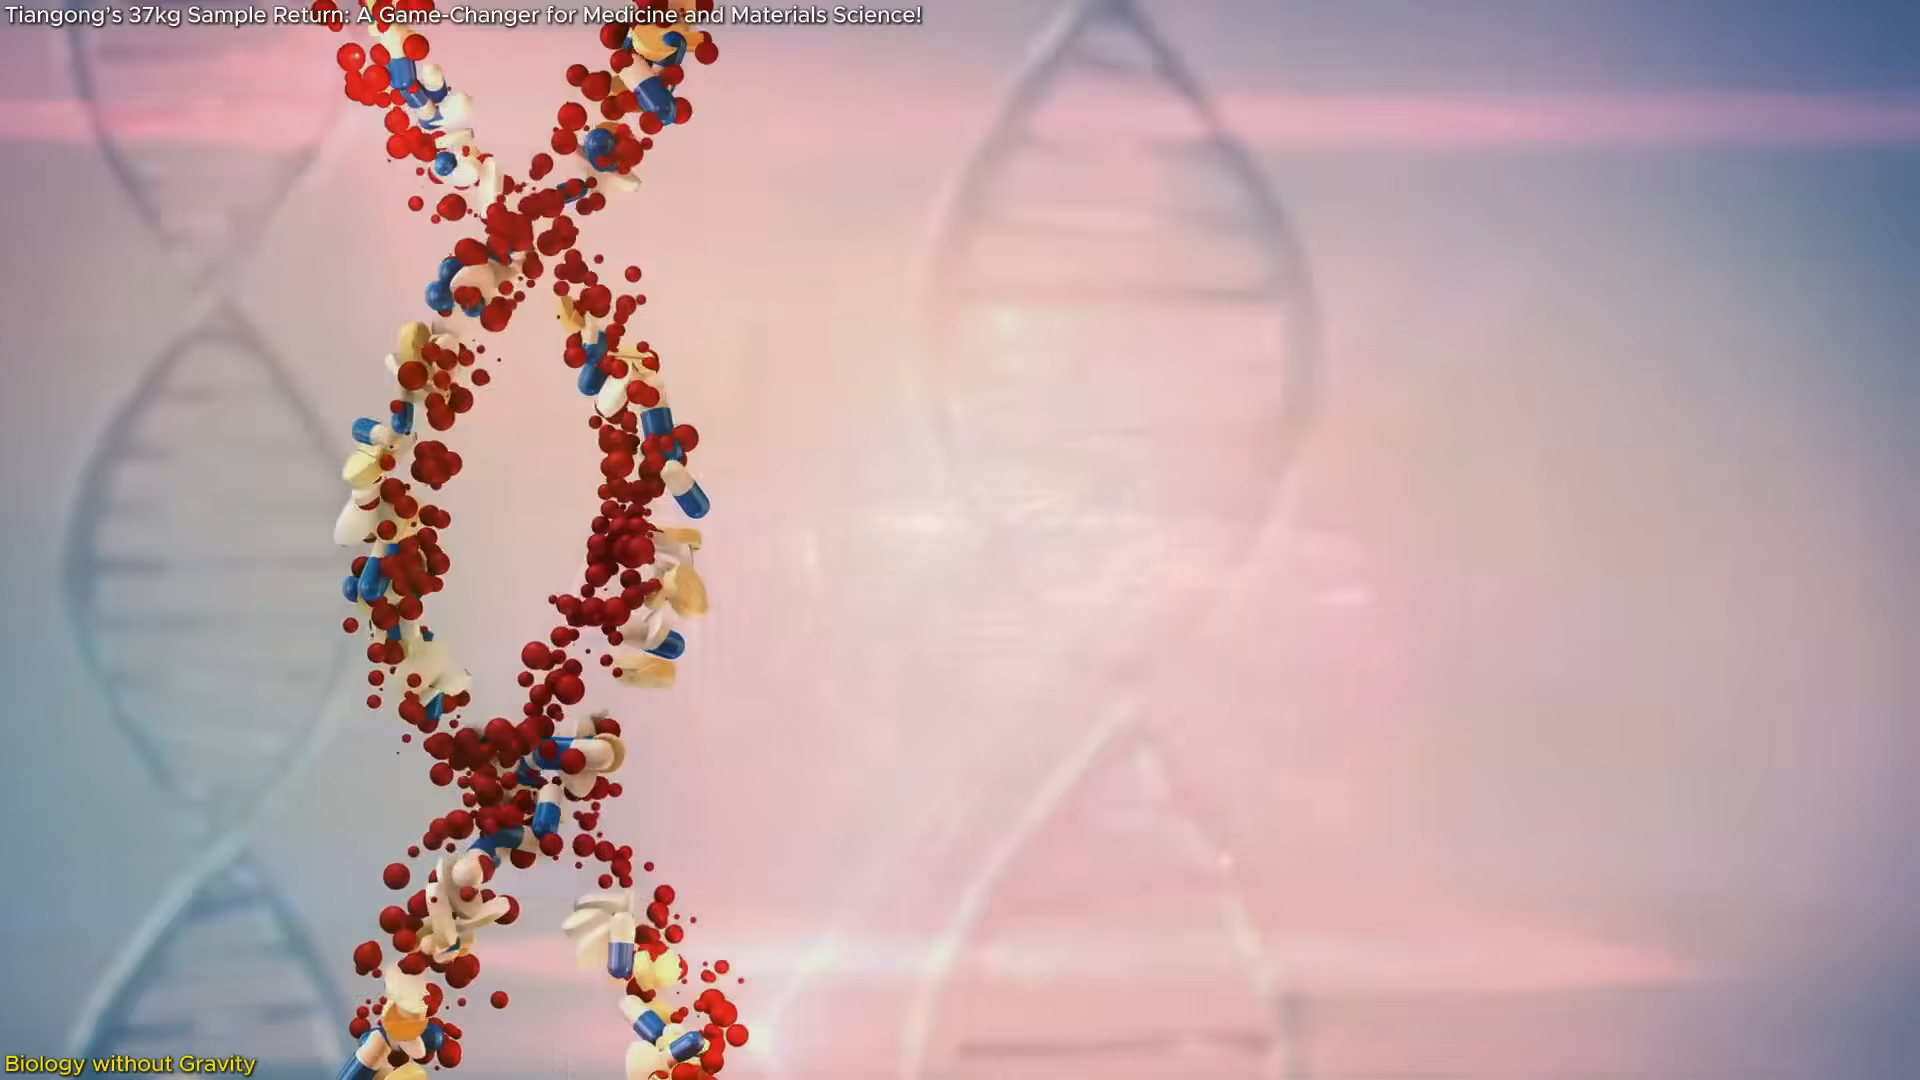 Tiangong’s 37kg Sample Return: A Game-Changer for Medicine and Materials Science!
Biology without Gravity